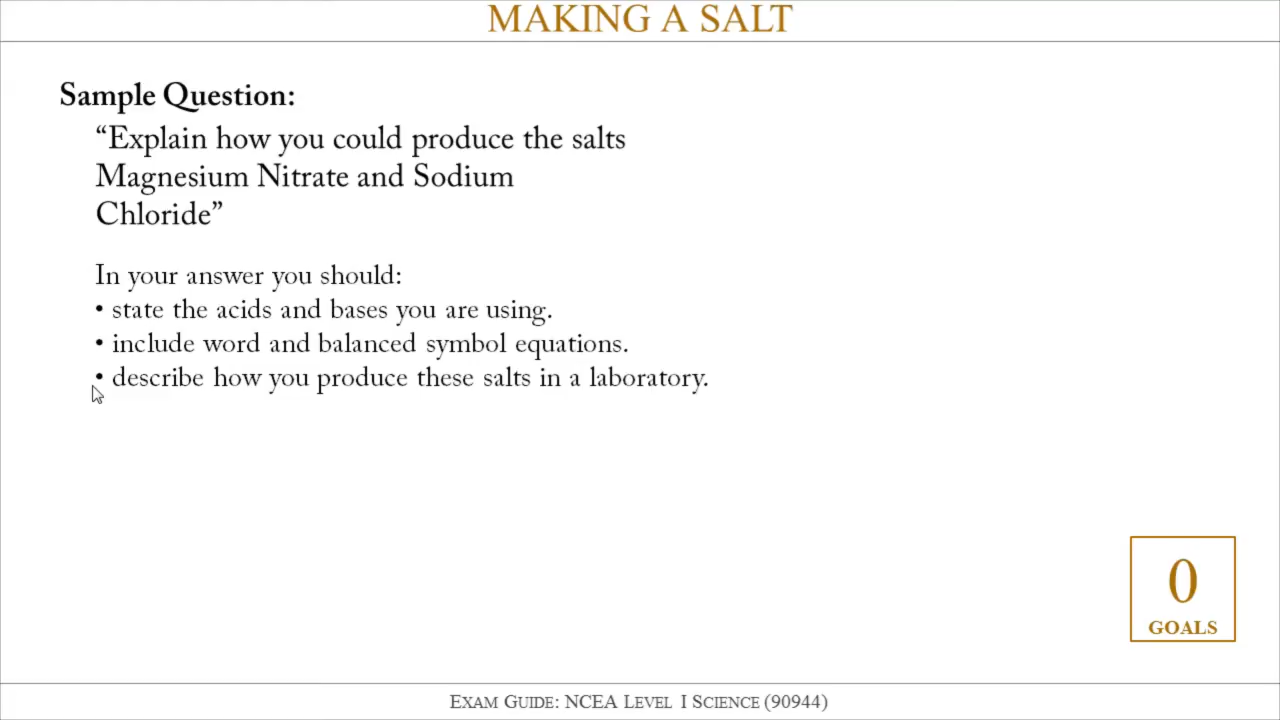 MAKING A SALT
Sample Question:
“Explain how you could produce the salts
Magnesium Nitrate and Sodium
Chloride”
In your answer you should:
• state the acids and bases you are using.
• include word and balanced symbol equations.
• describe how you produce these salts in a laboratory.
0
GOALS
EXAM GUIDE: NCEA LEVEL I SCIENCE (90944)